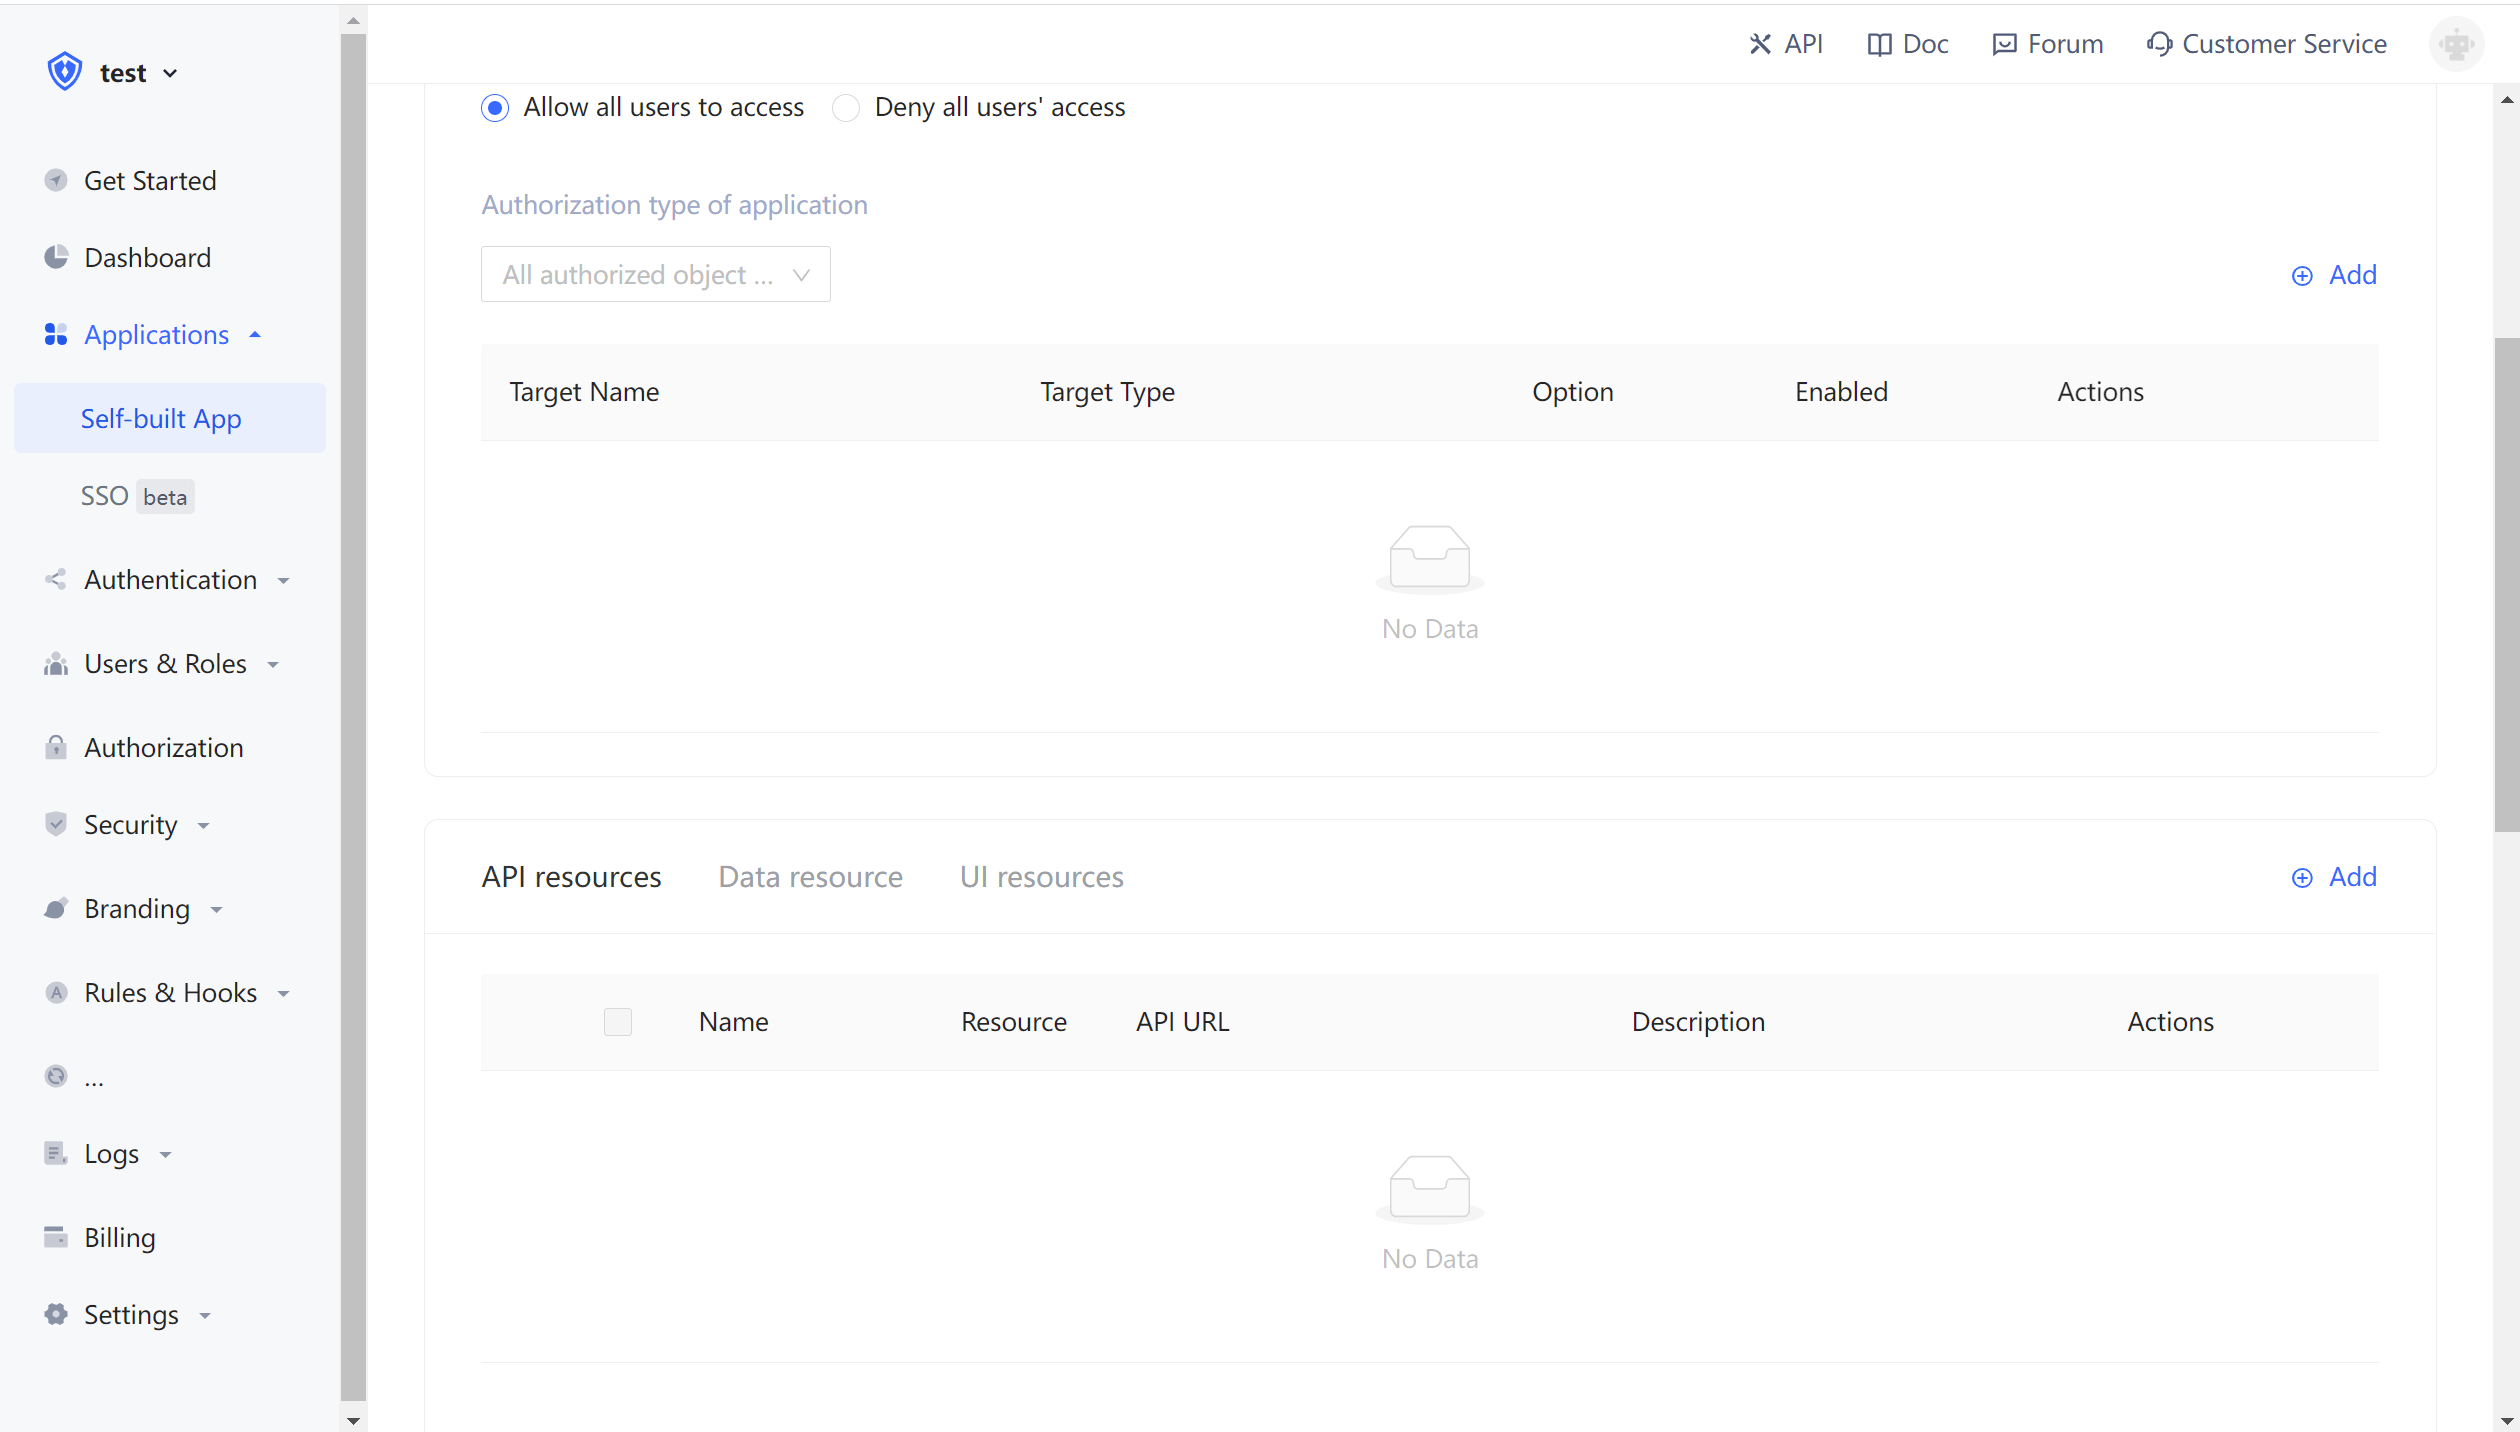 test
API
Doc
Forum
Customer Service
Get Started
Dashboard
Applications
Self-built App
SSO beta
Authentication
Users & Roles
Authorization
Security
Branding
Rules & Hooks
...
Logs
Billing
Settings
Allow all users to access
Deny all users' access
Authorization type of application
All authorized object ...
Add
Target Name
Target Type
Option
Enabled
Actions
No Data
API resources
Data resource
UI resources
Add
Name
Resource
API URL
Description
Actions
No Data